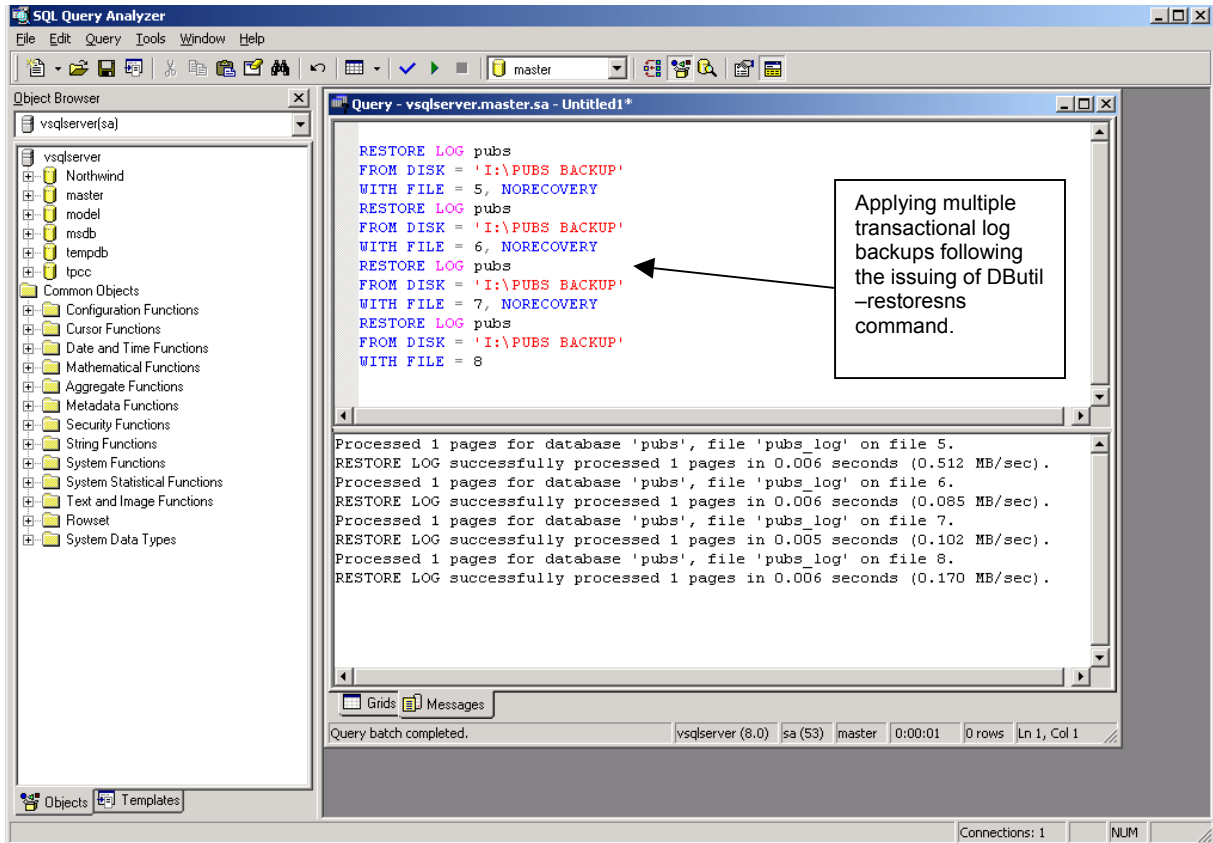 SQL Query Analyzer
File Edit Query Tools Window Help
master
Object Browser
vsqlserver(sa)
vsqlserver
Northwind
master
model
msdb
tempdb
tpcc
Common Objects
Configuration Functions
Cursor Functions
Date and Time Functions
Mathematical Functions
Aggregate Functions
Metadata Functions
Security Functions
String Functions
System Functions
System Statistical Functions
Text and Image Functions
Rowset
System Data Types
Objects Templates
Query - vsqlserver.master.sa - Untitled1*
RESTORE LOG pubs
FROM DISK = 'I:\PUBS BACKUP'
WITH FILE = 5, NORECOVERY
RESTORE LOG pubs
FROM DISK = 'I:\PUBS BACKUP'
WITH FILE = 6, NORECOVERY
RESTORE LOG pubs
FROM DISK = 'I:\PUBS BACKUP'
WITH FILE = 7, NORECOVERY
RESTORE LOG pubs
FROM DISK = 'I:\PUBS BACKUP'
WITH FILE = 8
Applying multiple
transactional log
backups following
the issuing of DButil
–restoresns
command.
Processed 1 pages for database 'pubs', file 'pubs_log' on file 5.
RESTORE LOG successfully processed 1 pages in 0.006 seconds (0.512 MB/sec).
Processed 1 pages for database 'pubs', file 'pubs_log' on file 6.
RESTORE LOG successfully processed 1 pages in 0.006 seconds (0.085 MB/sec).
Processed 1 pages for database 'pubs', file 'pubs_log' on file 7.
RESTORE LOG successfully processed 1 pages in 0.005 seconds (0.102 MB/sec).
Processed 1 pages for database 'pubs', file 'pubs_log' on file 8.
RESTORE LOG successfully processed 1 pages in 0.006 seconds (0.170 MB/sec).
Grids Messages
Query batch completed. vsqlserver (8.0) sa (53) master 0:00:01 0 rows Ln 1, Col 1
Connections: 1 NUM